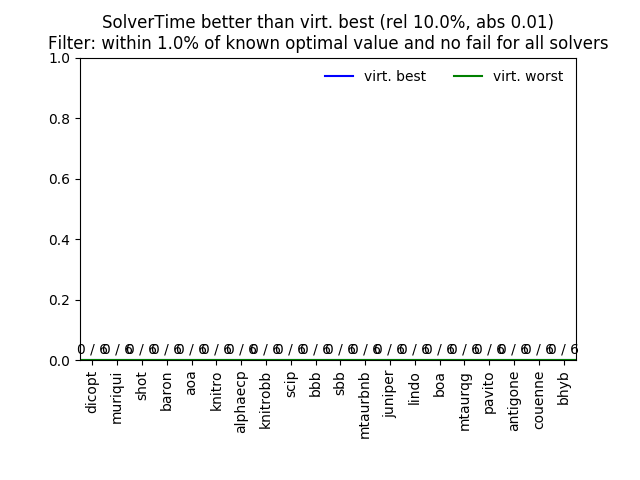 SolverTime better than virt. best (rel 10.0%, abs 0.01)
Filter: within 1.0% of known optimal value and no fail for all solvers
1.0
0.8
0.6
0.4
0.2
0.0
virt. best
virt. worst
0 / 6 0 / 6 0 / 6 0 / 6 0 / 6 0 / 6 0 / 6 0 / 6 0 / 6 0 / 6 0 / 6 0 / 6 0 / 6 0 / 6 0 / 6 0 / 6 0 / 6 0 / 6 0 / 6 0 / 6
dicopt
muriqui
shot
baron
aoa
knitro
alphaecp
knitrobb
scip
bbb
sbb
mtaurbnb
juniper
lindo
boa
mtaurqg
pavito
antigone
couenne
bhyb